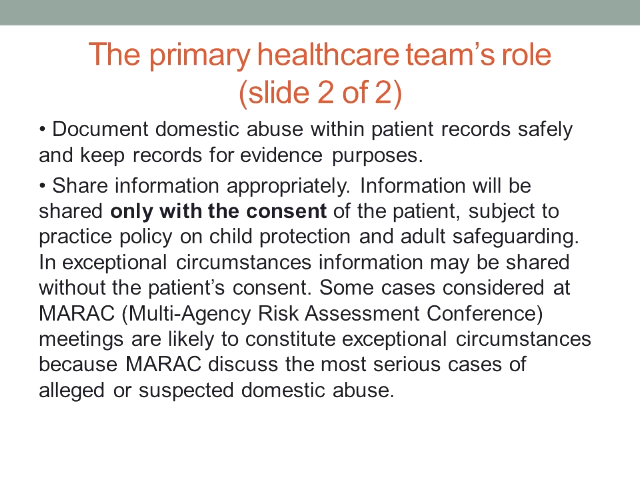 The primary healthcare team’s role
(slide 2 of 2)
• Document domestic abuse within patient records safely
and keep records for evidence purposes.
• Share information appropriately. Information will be
shared only with the consent of the patient, subject to
practice policy on child protection and adult safeguarding.
In exceptional circumstances information may be shared
without the patient’s consent. Some cases considered at
MARAC (Multi-Agency Risk Assessment Conference)
meetings are likely to constitute exceptional circumstances
because MARAC discuss the most serious cases of
alleged or suspected domestic abuse.